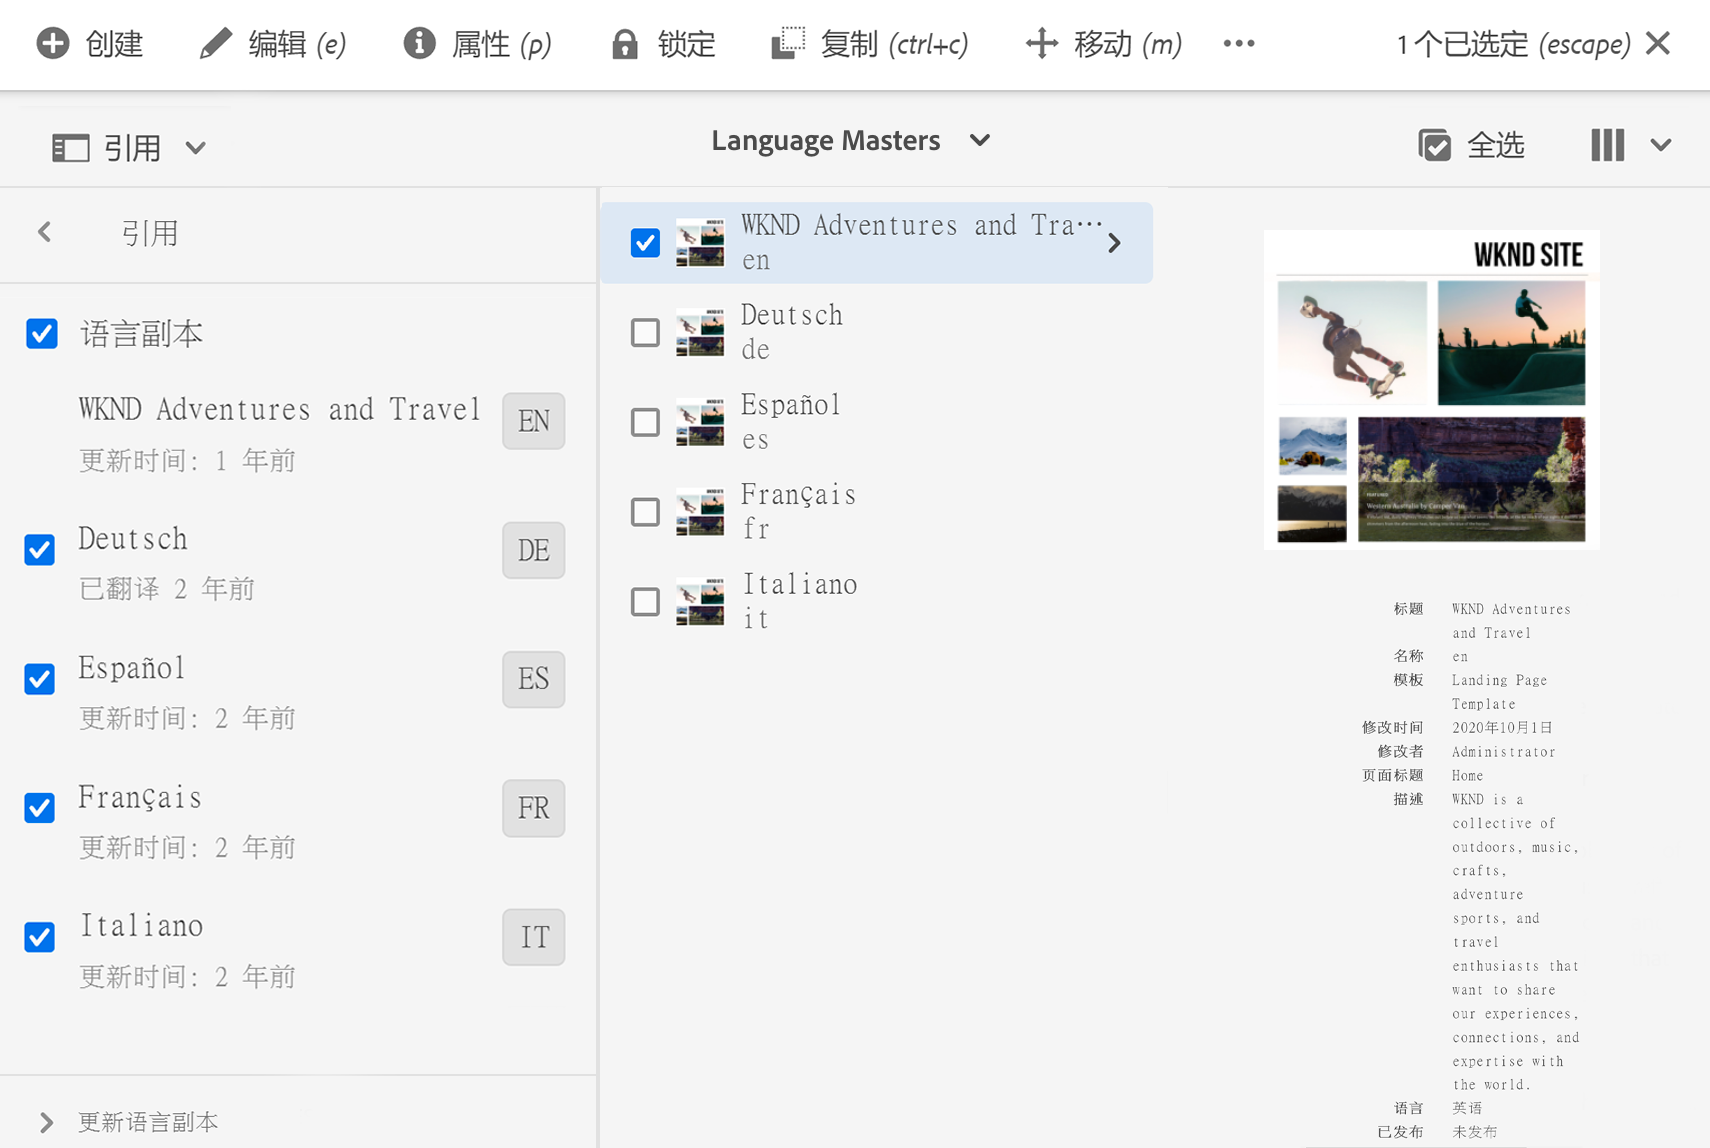 创建 编辑 (e) 属性 (p) 锁定 复制 (ctrl+c) 移动 (m) 1 个已选定 (escape)
引用 Language Masters 全选
引用
语言副本
WKND Adventures and Travel EN
更新时间: 1 年前
Deutsch DE
已翻译 2 年前
Español ES
更新时间: 2 年前
Français FR
更新时间: 2 年前
Italiano IT
更新时间: 2 年前
更新语言副本
WKND Adventures and Tra···
en
Deutsch
de
Español
es
Français
fr
Italiano
it
WKND SITE
FEATURED
Western Australia by Camper Van
标题 WKND Adventures
and Travel
名称 en
模板 Landing Page
Template
修改时间 2020年10月1日
修改者 Administrator
页面标题 Home
描述 WKND is a
collective of
outdoors, music,
crafts,
adventure
sports, and
travel
enthusiasts that
want to share
our experiences,
connections, and
expertise with
the world.
语言 英语
已发布 未发布